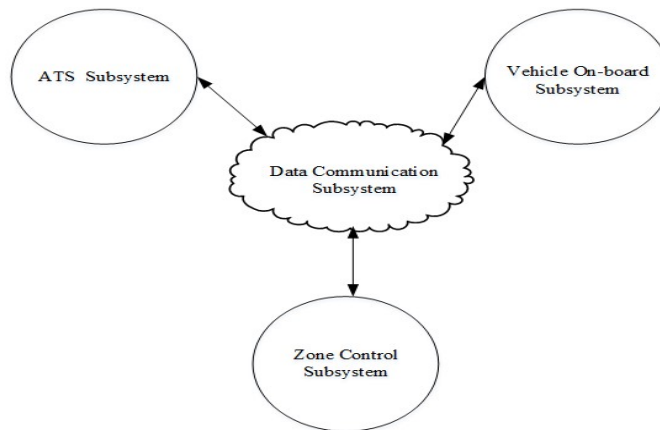 ATS Subsystem
Vehicle On-board
Subsystem
Data Communication
Subsystem
Zone Control
Subsystem